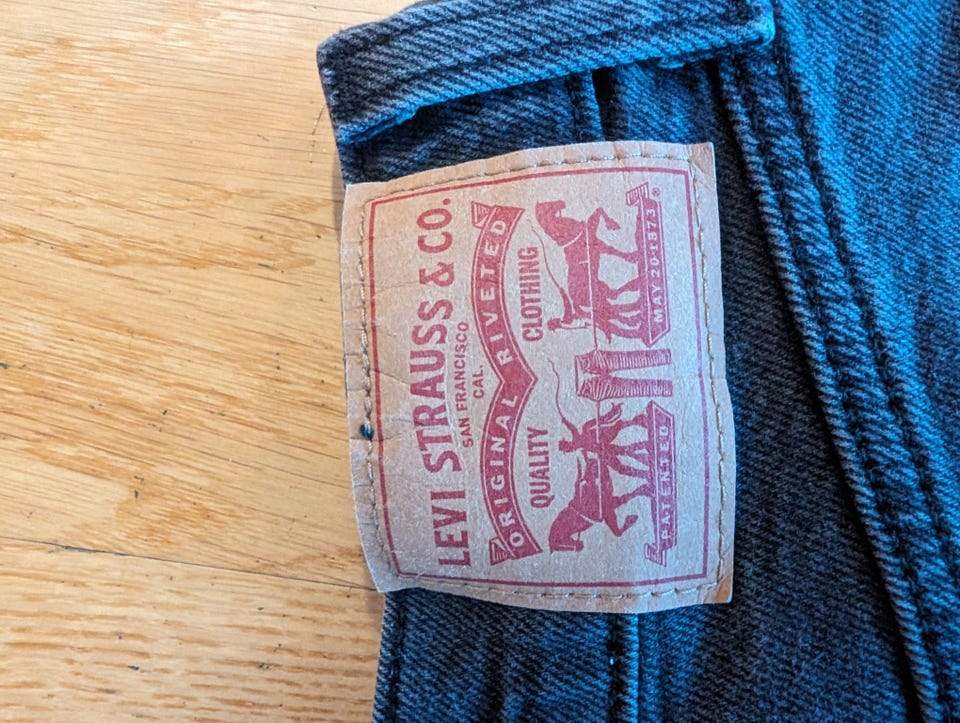 LEVI STRAUSS & CO.
SAN FRANCISCO
CAL.
ORIGINAL RIVETED
QUALITY CLOTHING
PATENTED MAY 20 1873 ®